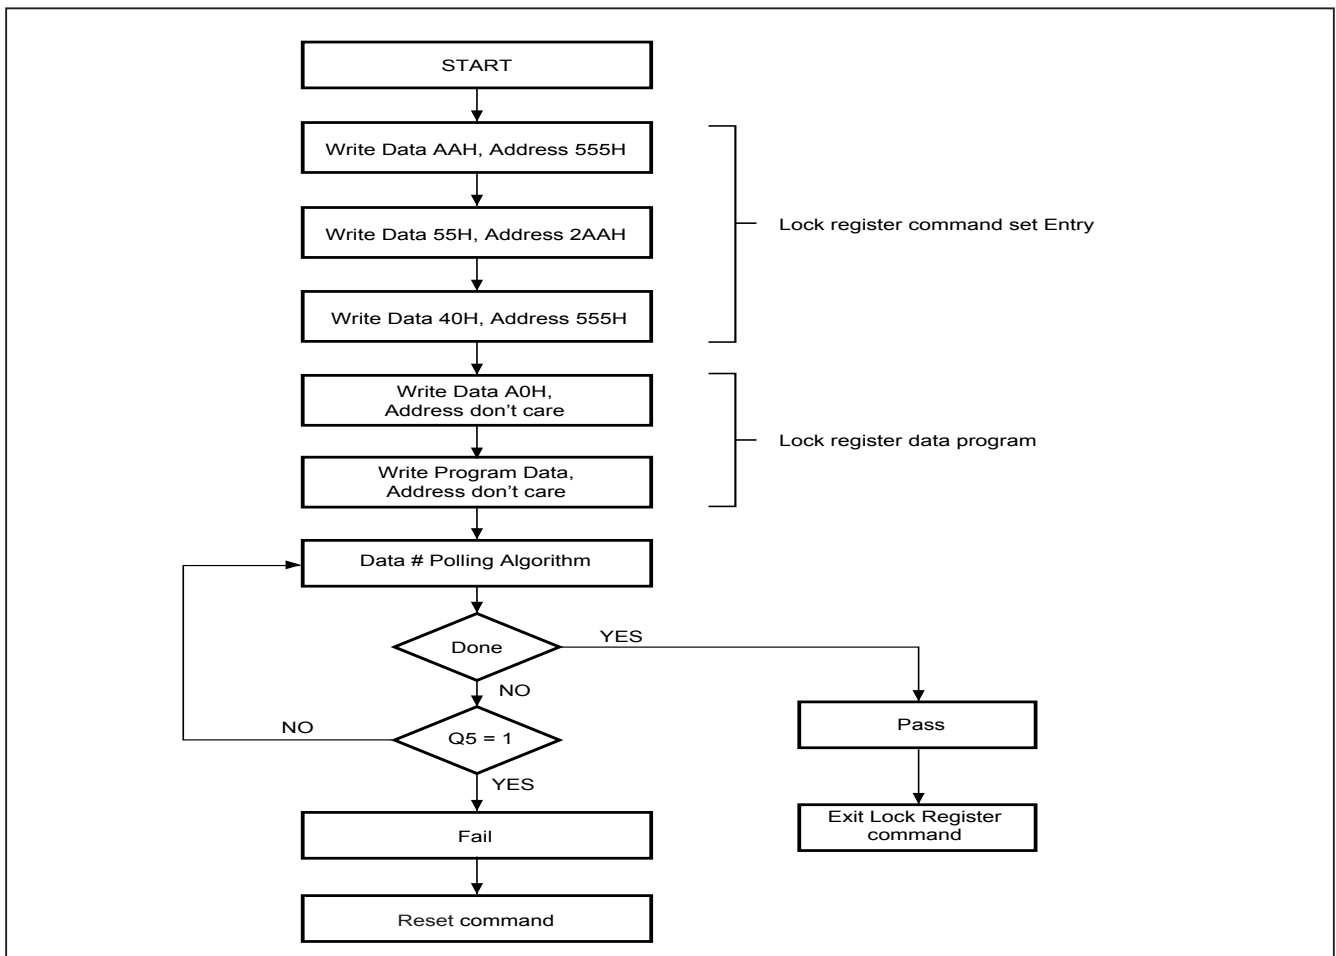 START
Write Data AAH, Address 555H
Write Data 55H, Address 2AAH
Lock register command set Entry
Write Data 40H, Address 555H
Write Data A0H,
Address don't care
Lock register data program
Write Program Data,
Address don't care
Data # Polling Algorithm
Done
YES
NO
Q5 = 1
NO
YES
Pass
Fail
Exit Lock Register
command
Reset command